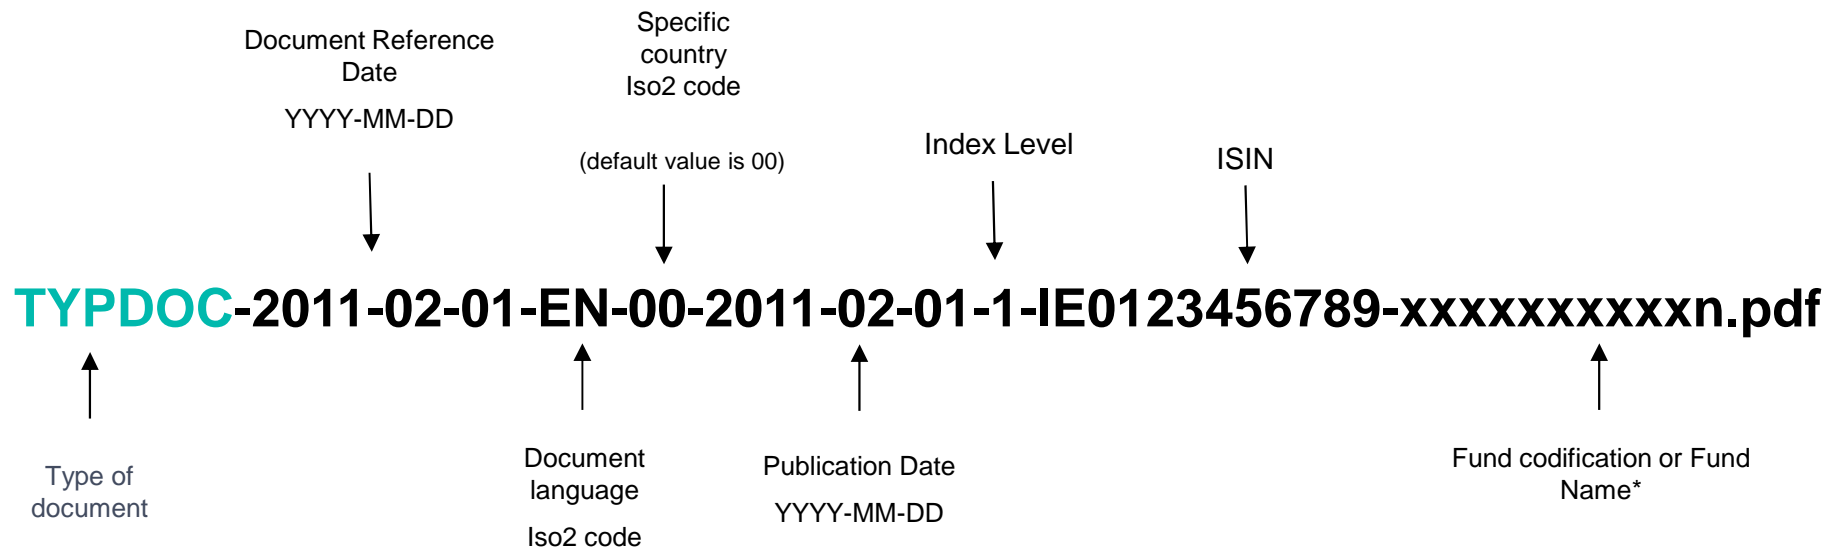 Specific
country
Iso2 code
(default value is 00)
Document Reference
Date
YYYY-MM-DD
Index Level
ISIN
TYPDOC-2011-02-01-EN-00-2011-02-01-1-IE0123456789-xxxxxxxxxxn.pdf
Type of
document
Document
language
Iso2 code
Publication Date
YYYY-MM-DD
Fund codification or Fund
Name*